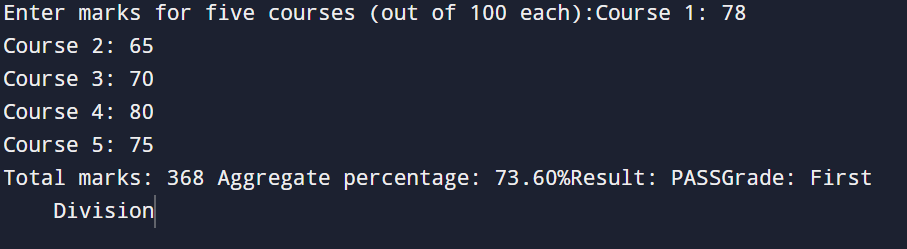 Enter marks for five courses (out of 100 each):Course 1: 78
Course 2: 65
Course 3: 70
Course 4: 80
Course 5: 75
Total marks: 368 Aggregate percentage: 73.60%Result: PASSGrade: First
Division